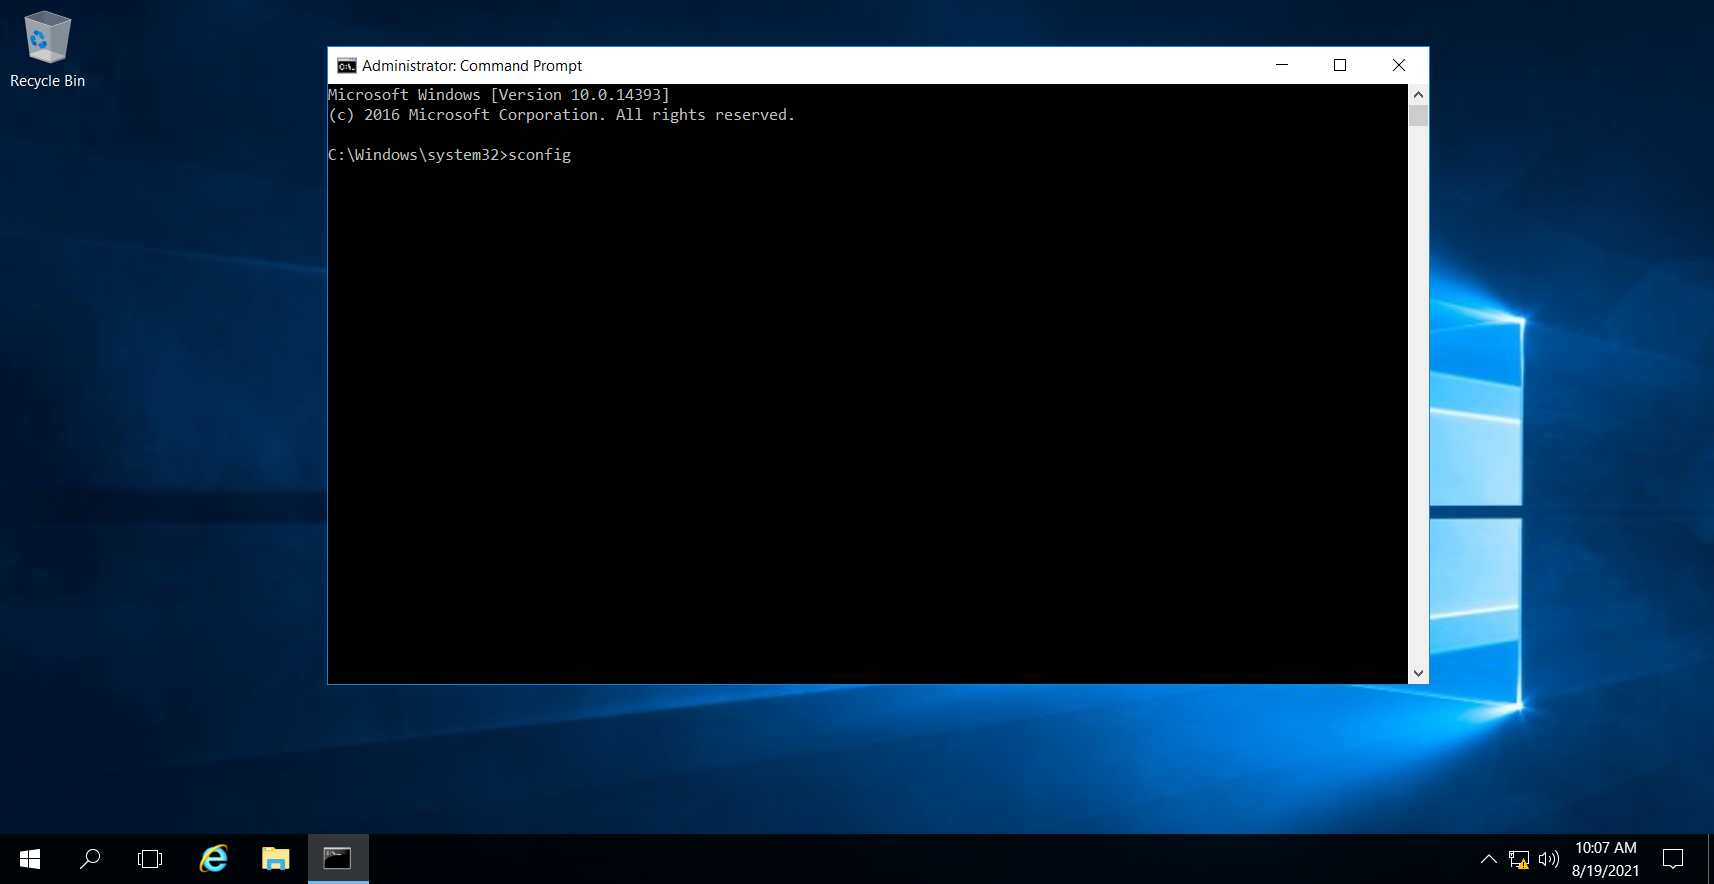 Recycle Bin
Administrator: Command Prompt
Microsoft Windows [Version 10.0.14393]
(c) 2016 Microsoft Corporation. All rights reserved.
C:\Windows\system32>sconfig
10:07 AM
8/19/2021